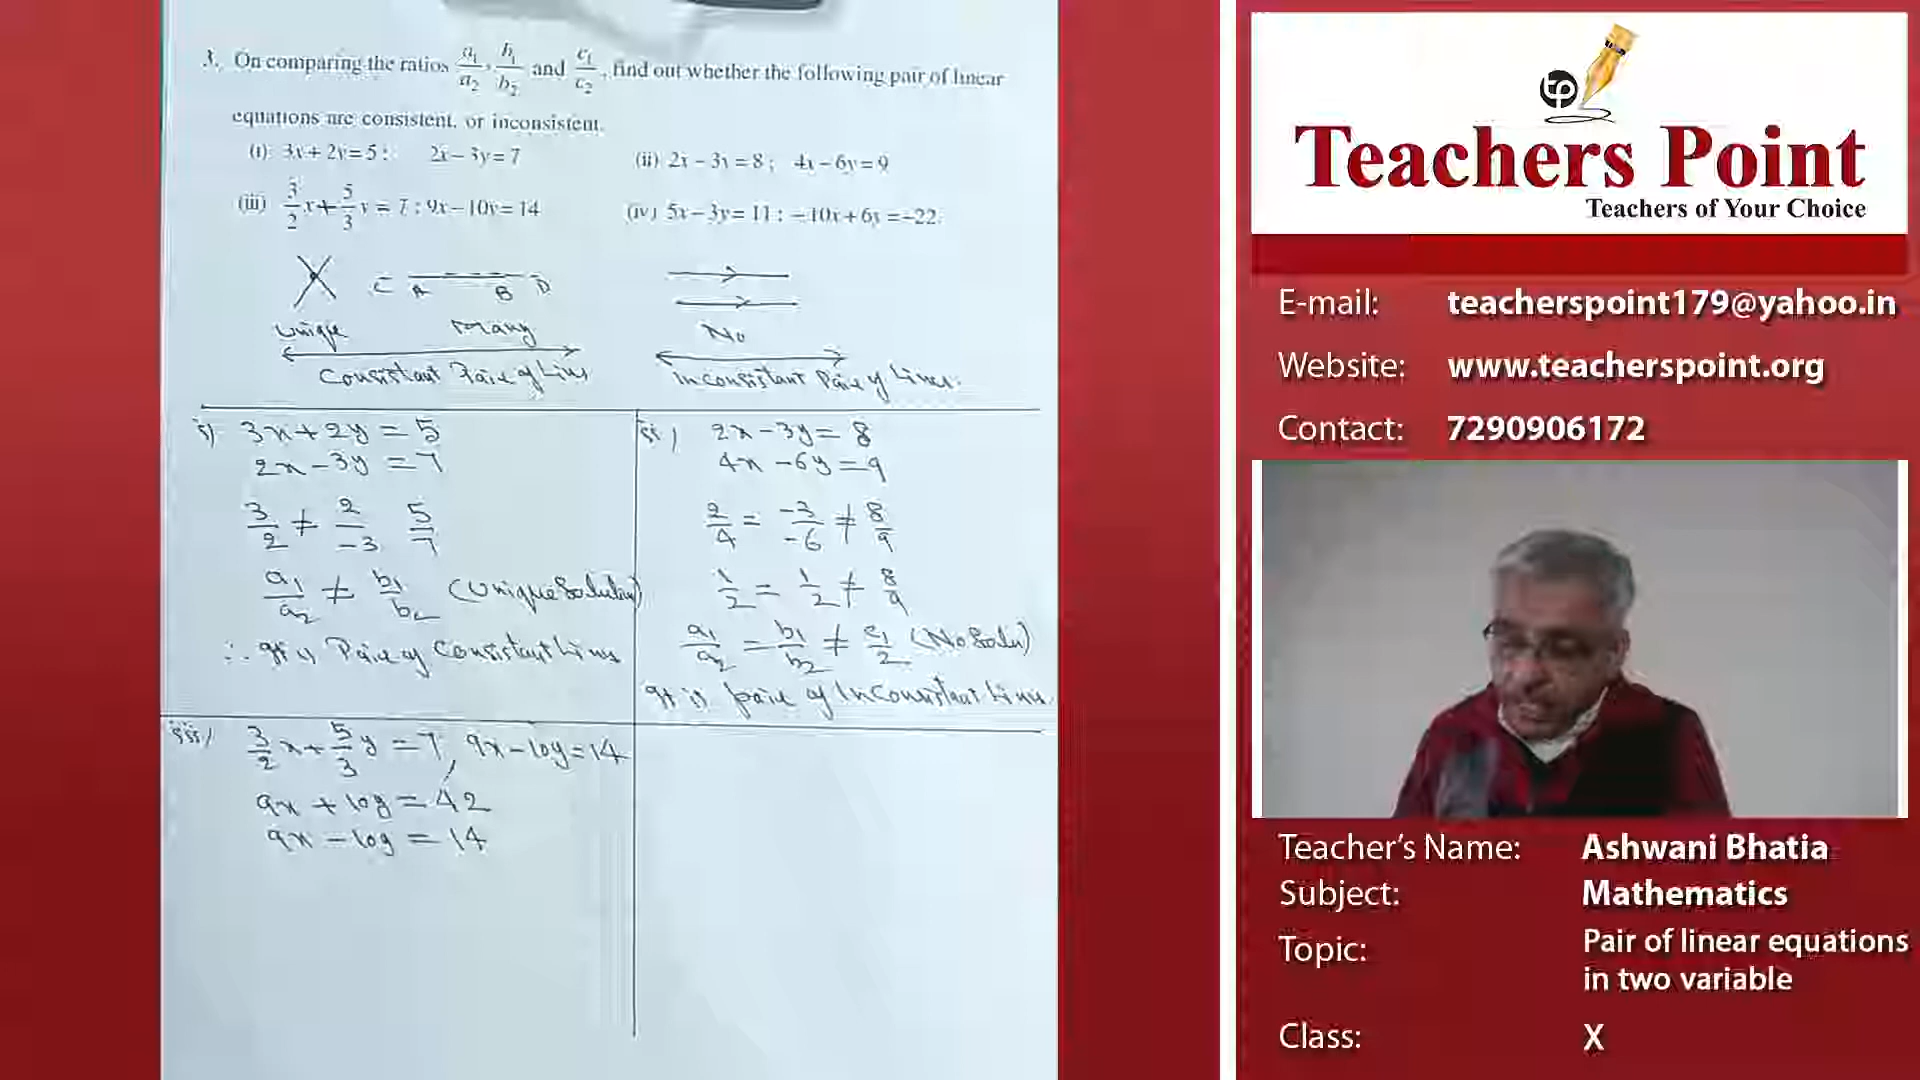 3. On comparing the ratios a₁/a₂, b₁/b₂ and c₁/c₂, find out whether the following pair of linear
equations are consistent, or inconsistent.
(i) 3x + 2y = 5 ; 2x – 3y = 7
(ii) 2x – 3y = 8 ; 4x – 6y = 9
(iii) 3/2 x + 5/3 y = 7 ; 9x – 10y = 14
(iv) 5x – 3y = 11 ; – 10x + 6y = –22.
C A B D
Unique Many No
Consistant Pair of Lines
Inconsistant Pair of Lines.
i) 3x + 2y = 5
2x - 3y = 7
3/2 ≠ 2/-3 5/7
a₁/a₂ ≠ b₁/b₂ (Unique Solution)
∴ It is Pair of Consistant Lines
ii) 2x - 3y = 8
4x - 6y = 9
2/4 = -3/-6 ≠ 8/9
1/2 = 1/2 ≠ 8/9
a₁/a₂ = b₁/b₂ ≠ c₁/2 (No Soln)
It is pair of Inconsistant Lines
iii) 3/2 x + 5/3 y = 7, 9x - 10y = 14
9x + 10y = 42
9x - 10y = 14
tp
Teachers Point
Teachers of Your Choice
E-mail: teacherspoint179@yahoo.in
Website: www.teacherspoint.org
Contact: 7290906172
Teacher's Name: Ashwani Bhatia
Subject: Mathematics
Topic: Pair of linear equations
in two variable
Class: X